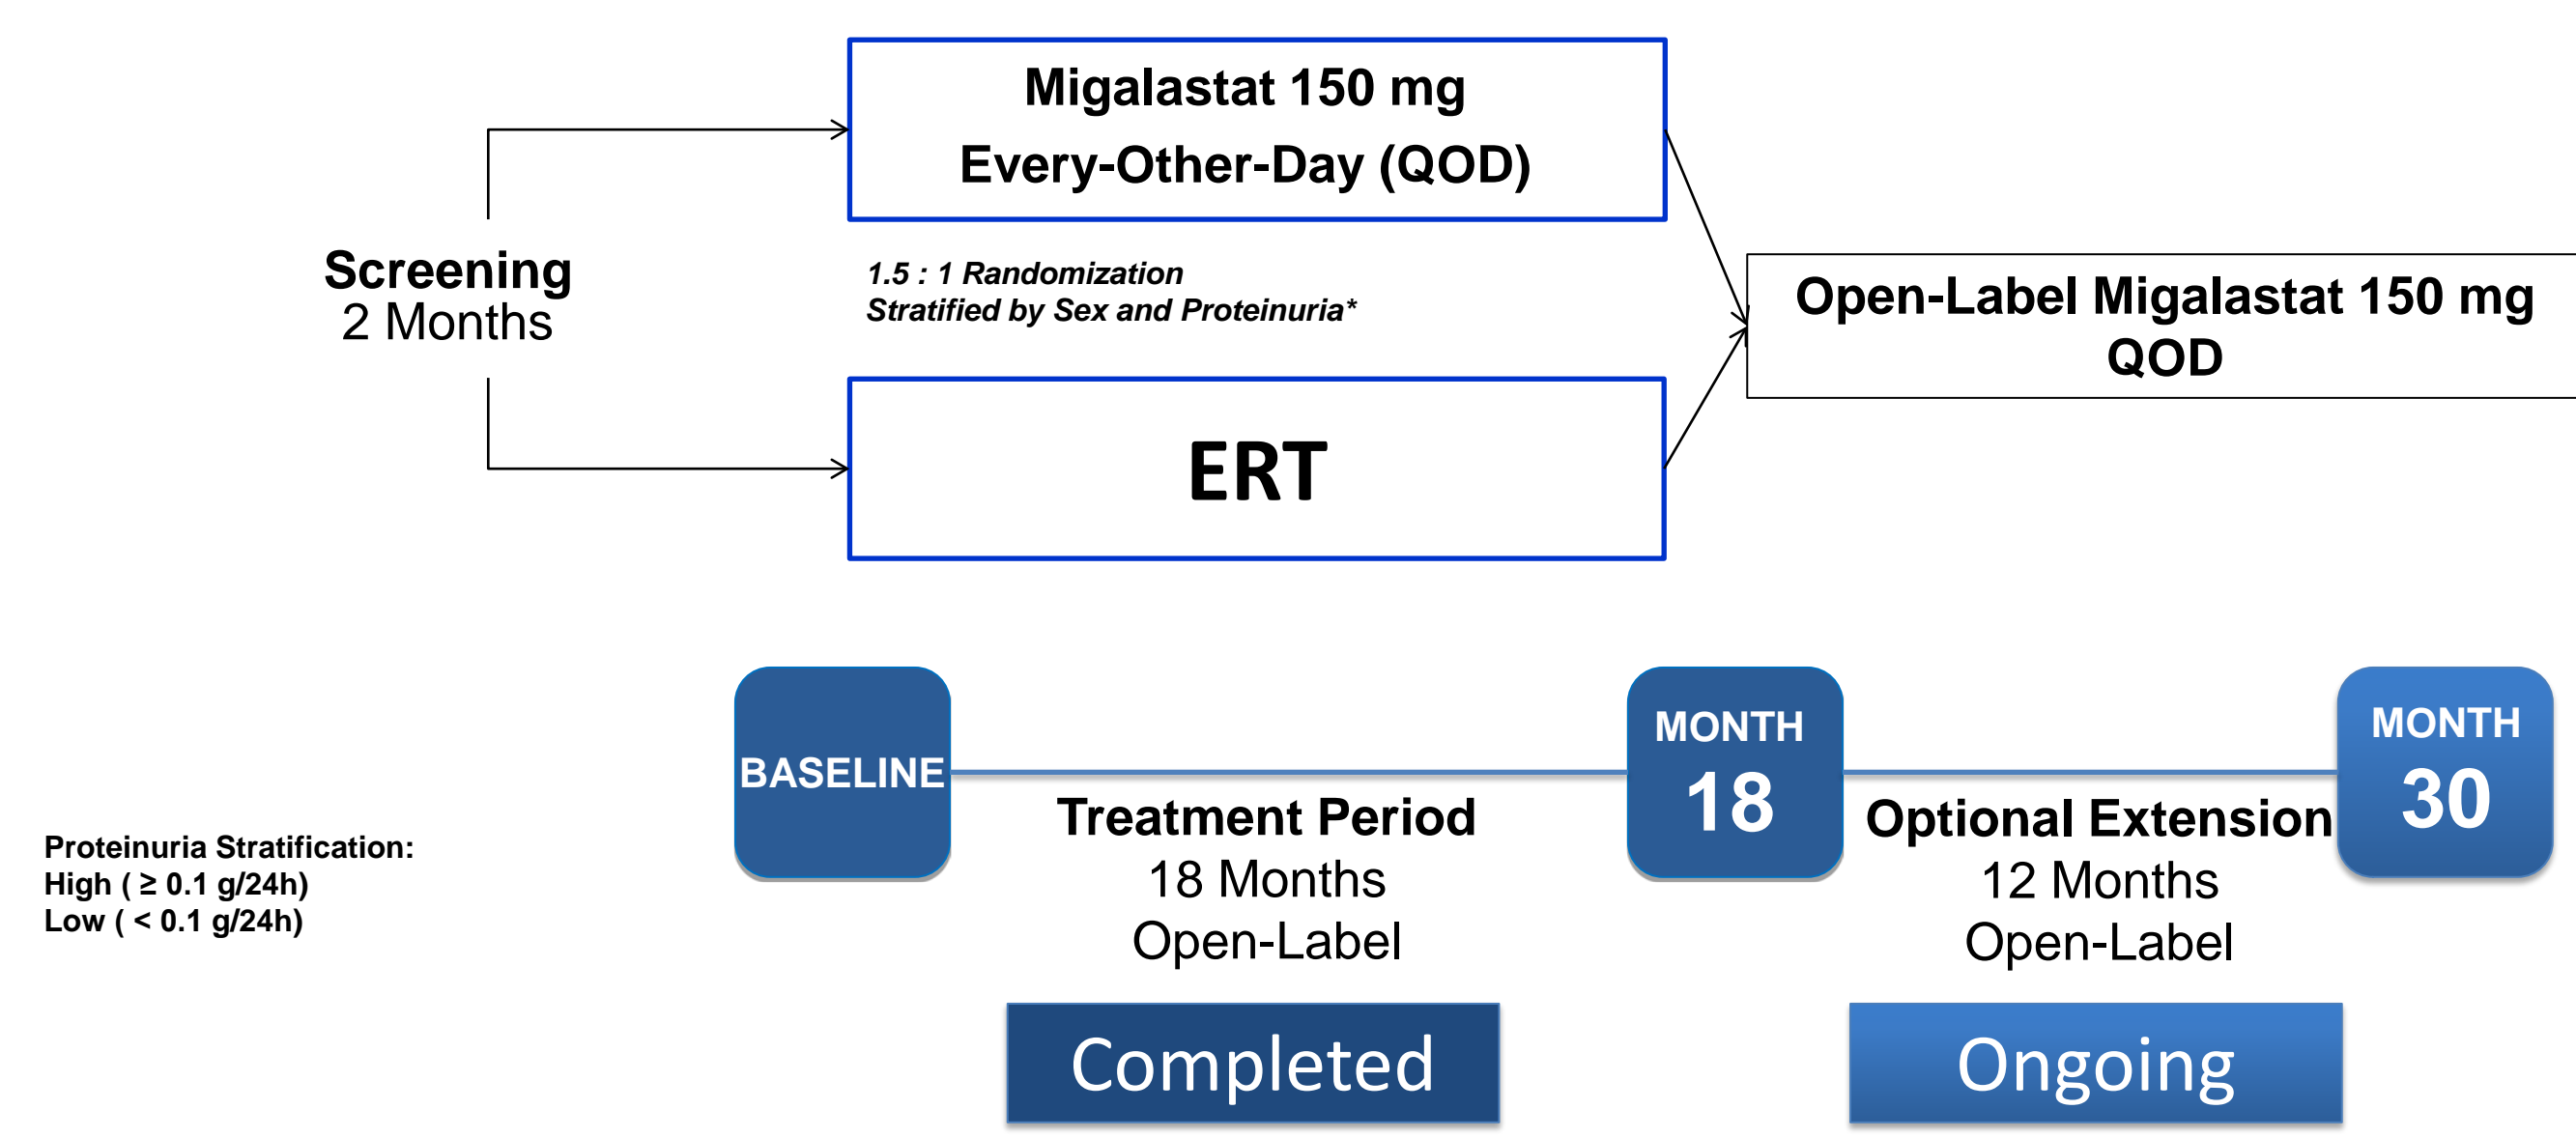 Migalastat 150 mg
Every-Other-Day (QOD)
Screening
2 Months
1.5 : 1 Randomization
Stratified by Sex and Proteinuria*
Open-Label Migalastat 150 mg
QOD
ERT
BASELINE
MONTH
18
MONTH
30
Treatment Period
18 Months
Open-Label
Optional Extension
12 Months
Open-Label
Proteinuria Stratification:
High ( ≥ 0.1 g/24h)
Low ( < 0.1 g/24h)
Completed
Ongoing